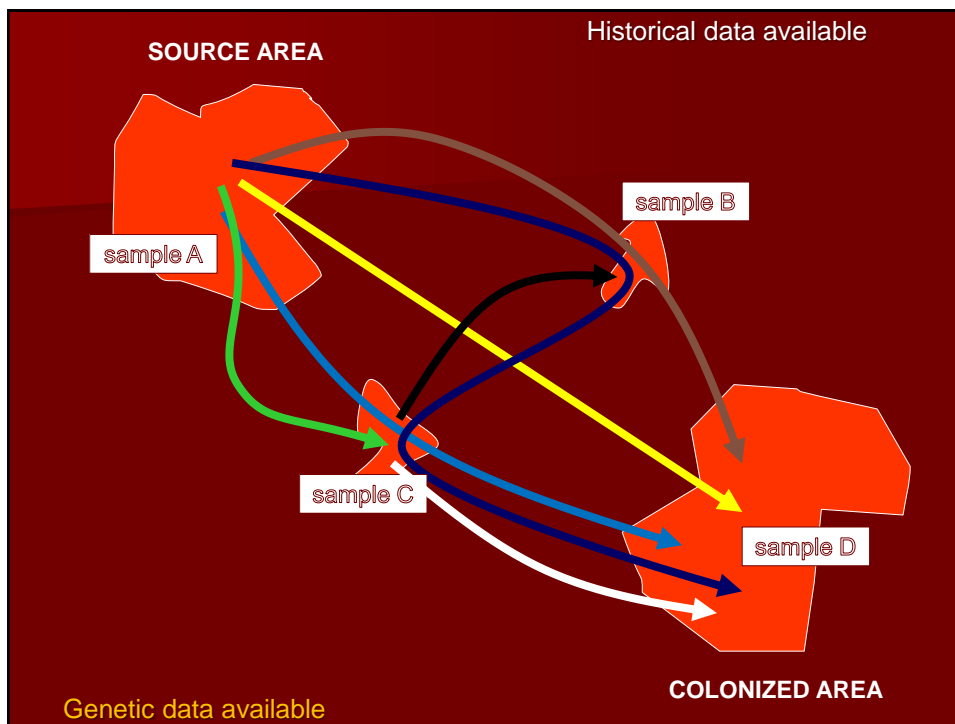 Historical data available
SOURCE AREA
sample B
sample A
sample C
sample D
COLONIZED AREA
Genetic data available